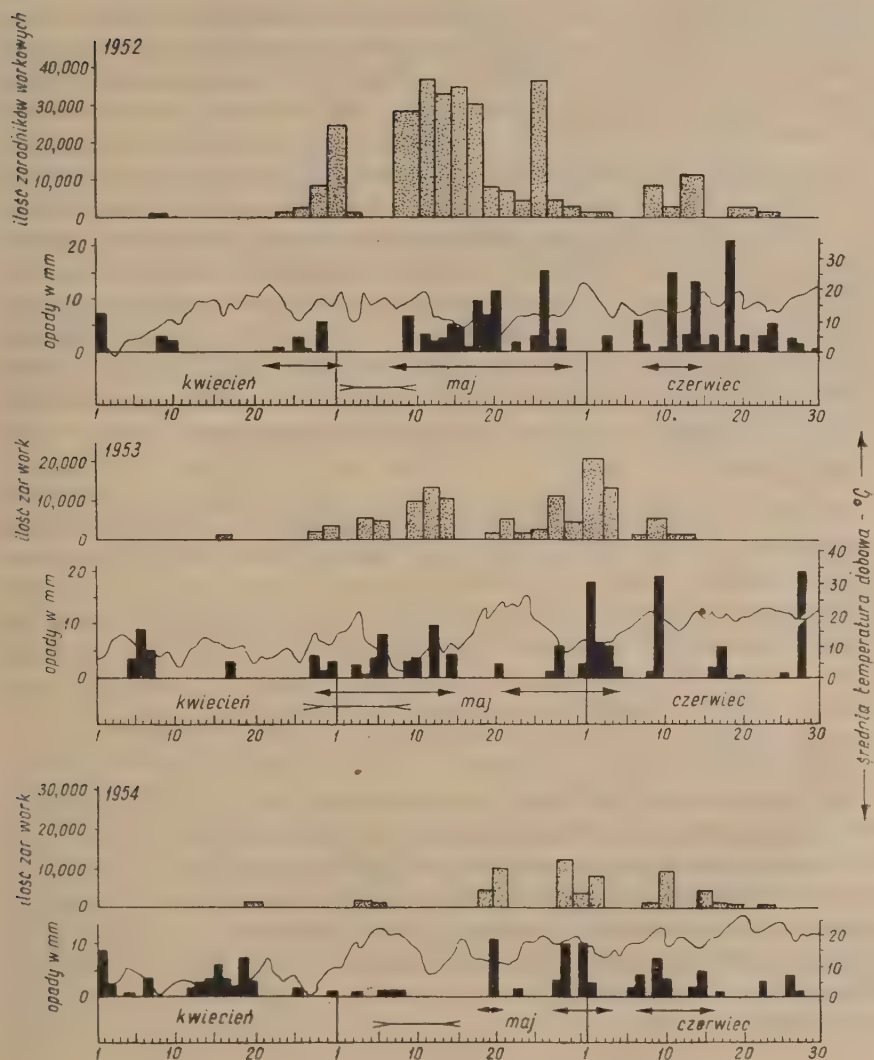 1952
ilość zarodników workowych
40,000
30,000
20,000
10,000
0
opady w mm
20
10
0
30
20
10
0
kwiecień maj czerwiec
1 10 20 1 10 20 1 10. 20 30
1953
ilość zar work
20,000
10,000
0
opady w mm
20
10
0
40
30
20
10
0
kwiecień maj czerwiec
1 10 20 1 10 20 1 10 20 30
średnia temperatura dobowa - °C
1954
ilość zar work
30,000
20,000
10,000
0
opady w mm
10
0
20
10
0
kwiecień maj czerwiec
1 10 20 1 10 20 1 10 20 30